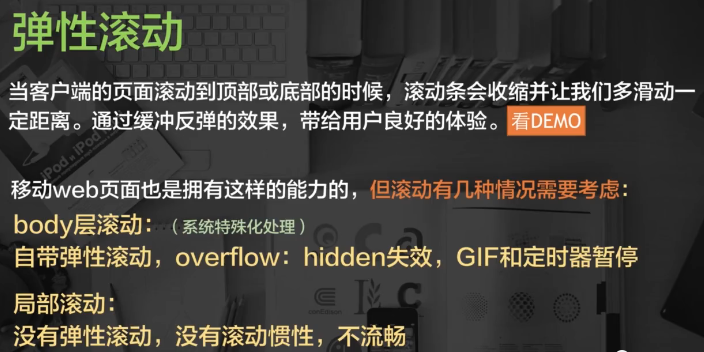 弹性滚动
当客户端的页面滚动到顶部或底部的时候，滚动条会收缩并让我们多滑动一
定距离。通过缓冲反弹的效果，带给用户良好的体验。看DEMO
移动web页面也是拥有这样的能力的，但滚动有几种情况需要考虑：
body层滚动：（系统特殊化处理）
自带弹性滚动，overflow：hidden失效，GIF和定时器暂停
局部滚动：
没有弹性滚动，没有滚动惯性，不流畅